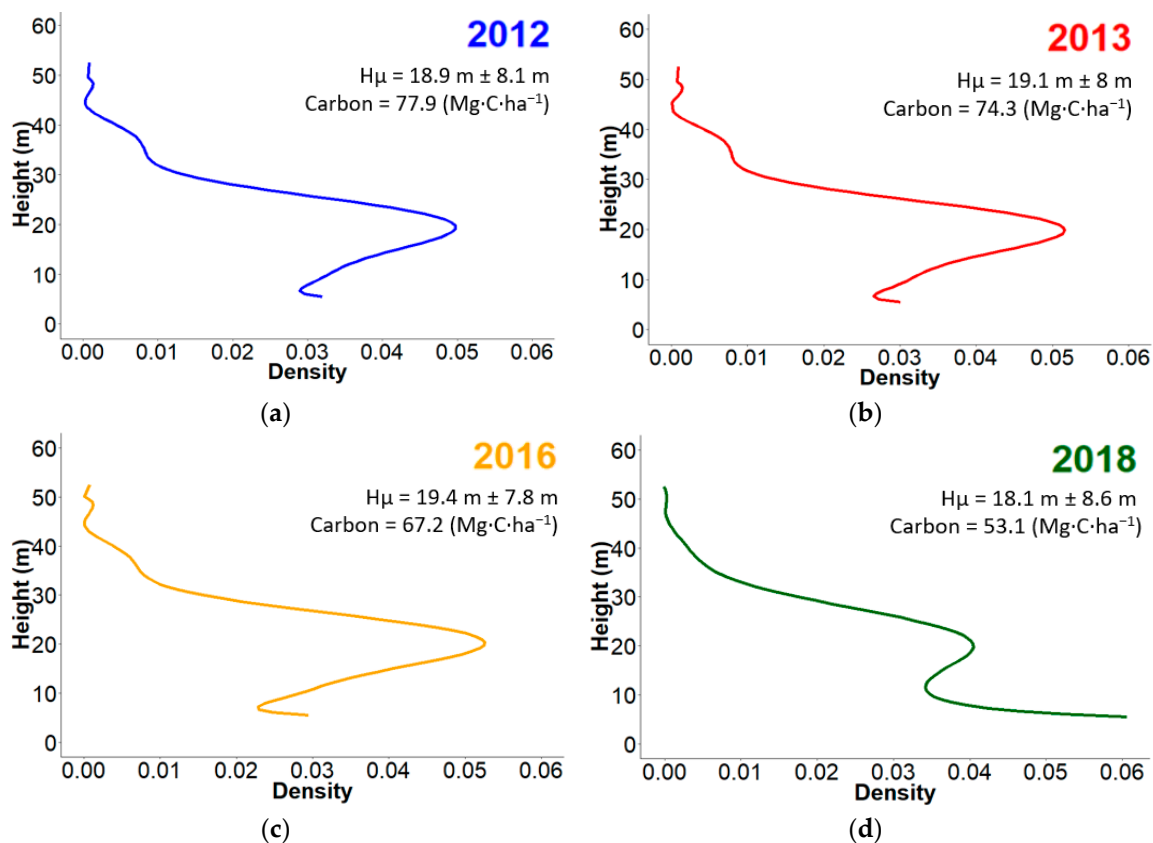 2012
Hμ = 18.9 m ± 8.1 m
Carbon = 77.9 (Mg·C·ha⁻¹)
60
50
40
30
20
10
0
Height (m)
0.00 0.01 0.02 0.03 0.04 0.05 0.06
Density
(a)
2013
Hμ = 19.1 m ± 8 m
Carbon = 74.3 (Mg·C·ha⁻¹)
60
50
40
30
20
10
0
Height (m)
0.00 0.01 0.02 0.03 0.04 0.05 0.06
Density
(b)
2016
Hμ = 19.4 m ± 7.8 m
Carbon = 67.2 (Mg·C·ha⁻¹)
60
50
40
30
20
10
0
Height (m)
0.00 0.01 0.02 0.03 0.04 0.05 0.06
Density
(c)
2018
Hμ = 18.1 m ± 8.6 m
Carbon = 53.1 (Mg·C·ha⁻¹)
60
50
40
30
20
10
0
Height (m)
0.00 0.01 0.02 0.03 0.04 0.05 0.06
Density
(d)